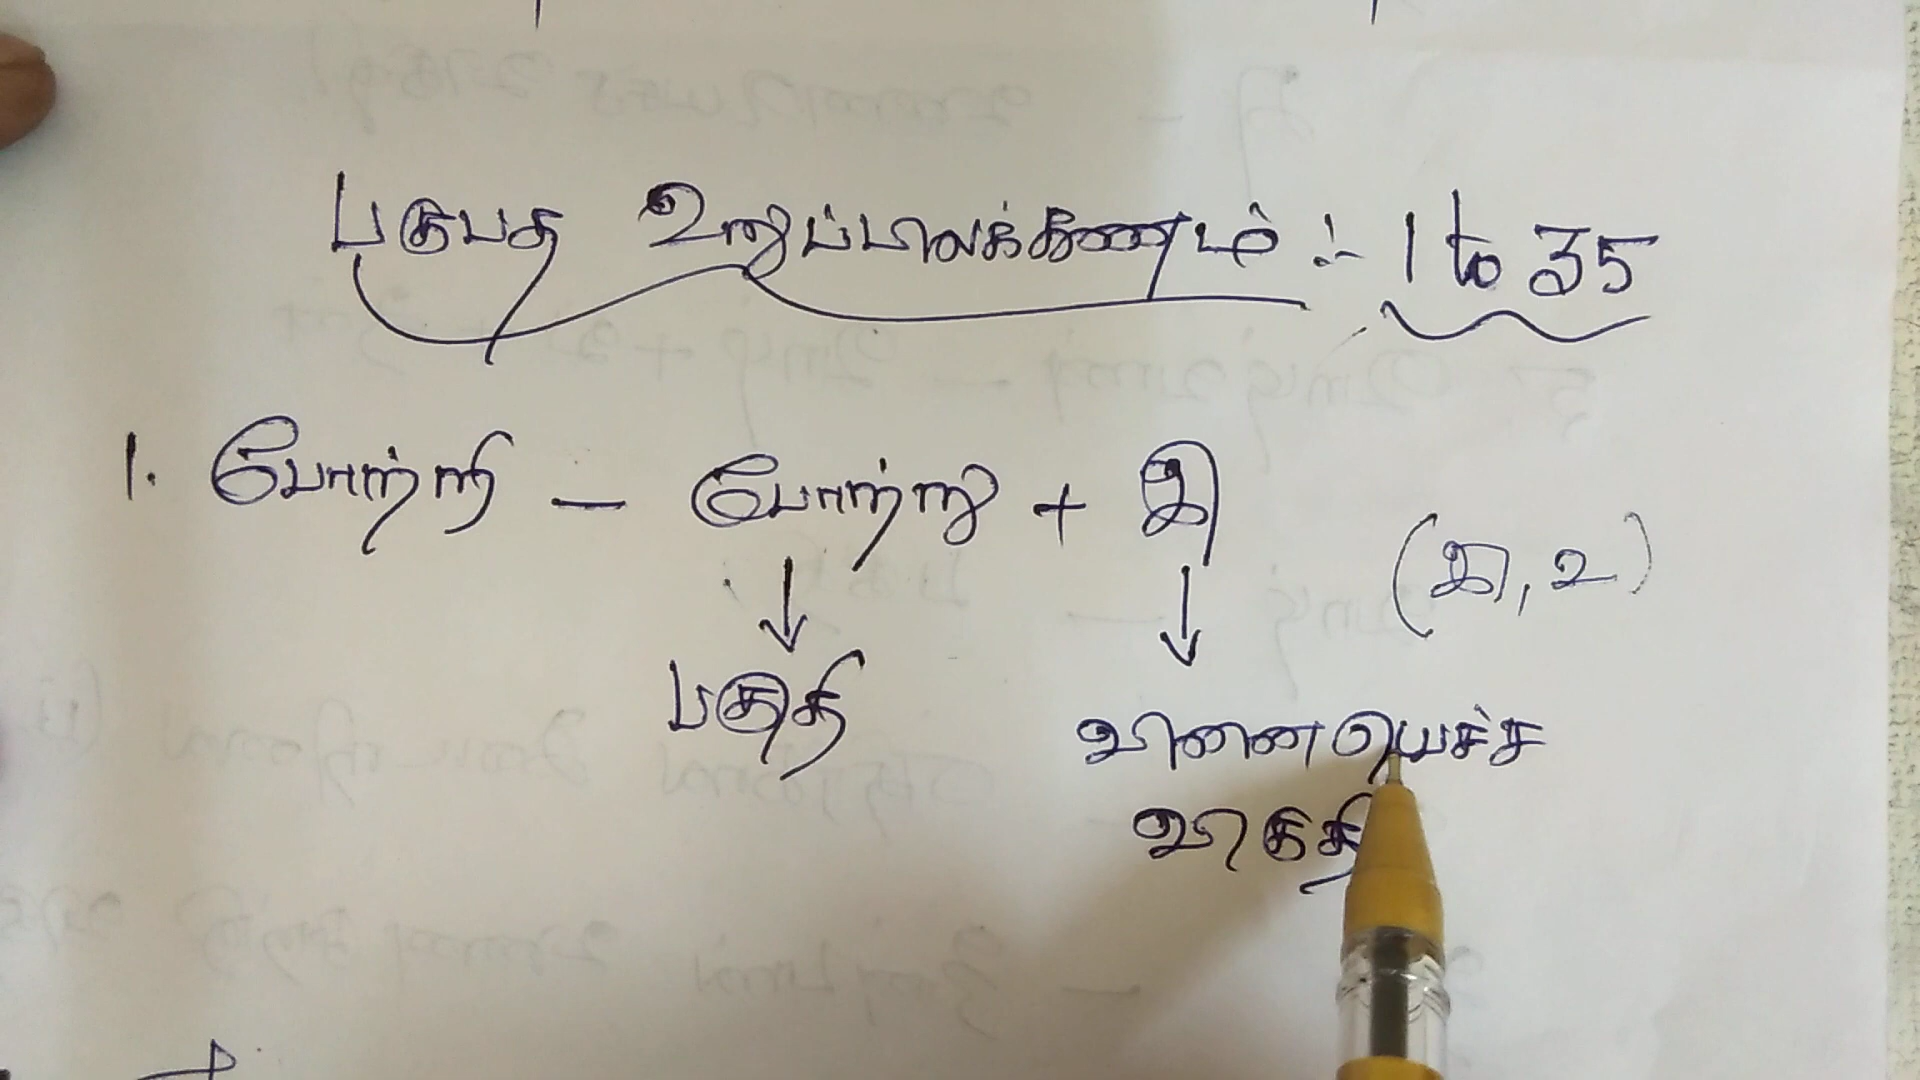 பகுபத உறுப்பிலக்கணம் :- 1 to 35
1. போற்றி – போற்று + இ
(இ, உ)
பகுதி
வினையெச்ச
விகுதி